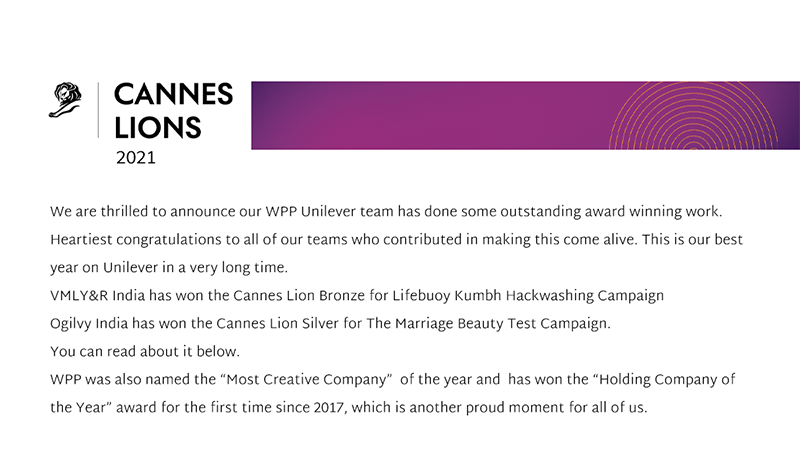 CANNES
LIONS
2021
We are thrilled to announce our WPP Unilever team has done some outstanding award winning work.
Heartiest congratulations to all of our teams who contributed in making this come alive. This is our best
year on Unilever in a very long time.
VMLY&R India has won the Cannes Lion Bronze for Lifebuoy Kumbh Hackwashing Campaign
Ogilvy India has won the Cannes Lion Silver for The Marriage Beauty Test Campaign.
You can read about it below.
WPP was also named the “Most Creative Company”  of the year and  has won the “Holding Company of
the Year” award for the first time since 2017, which is another proud moment for all of us.